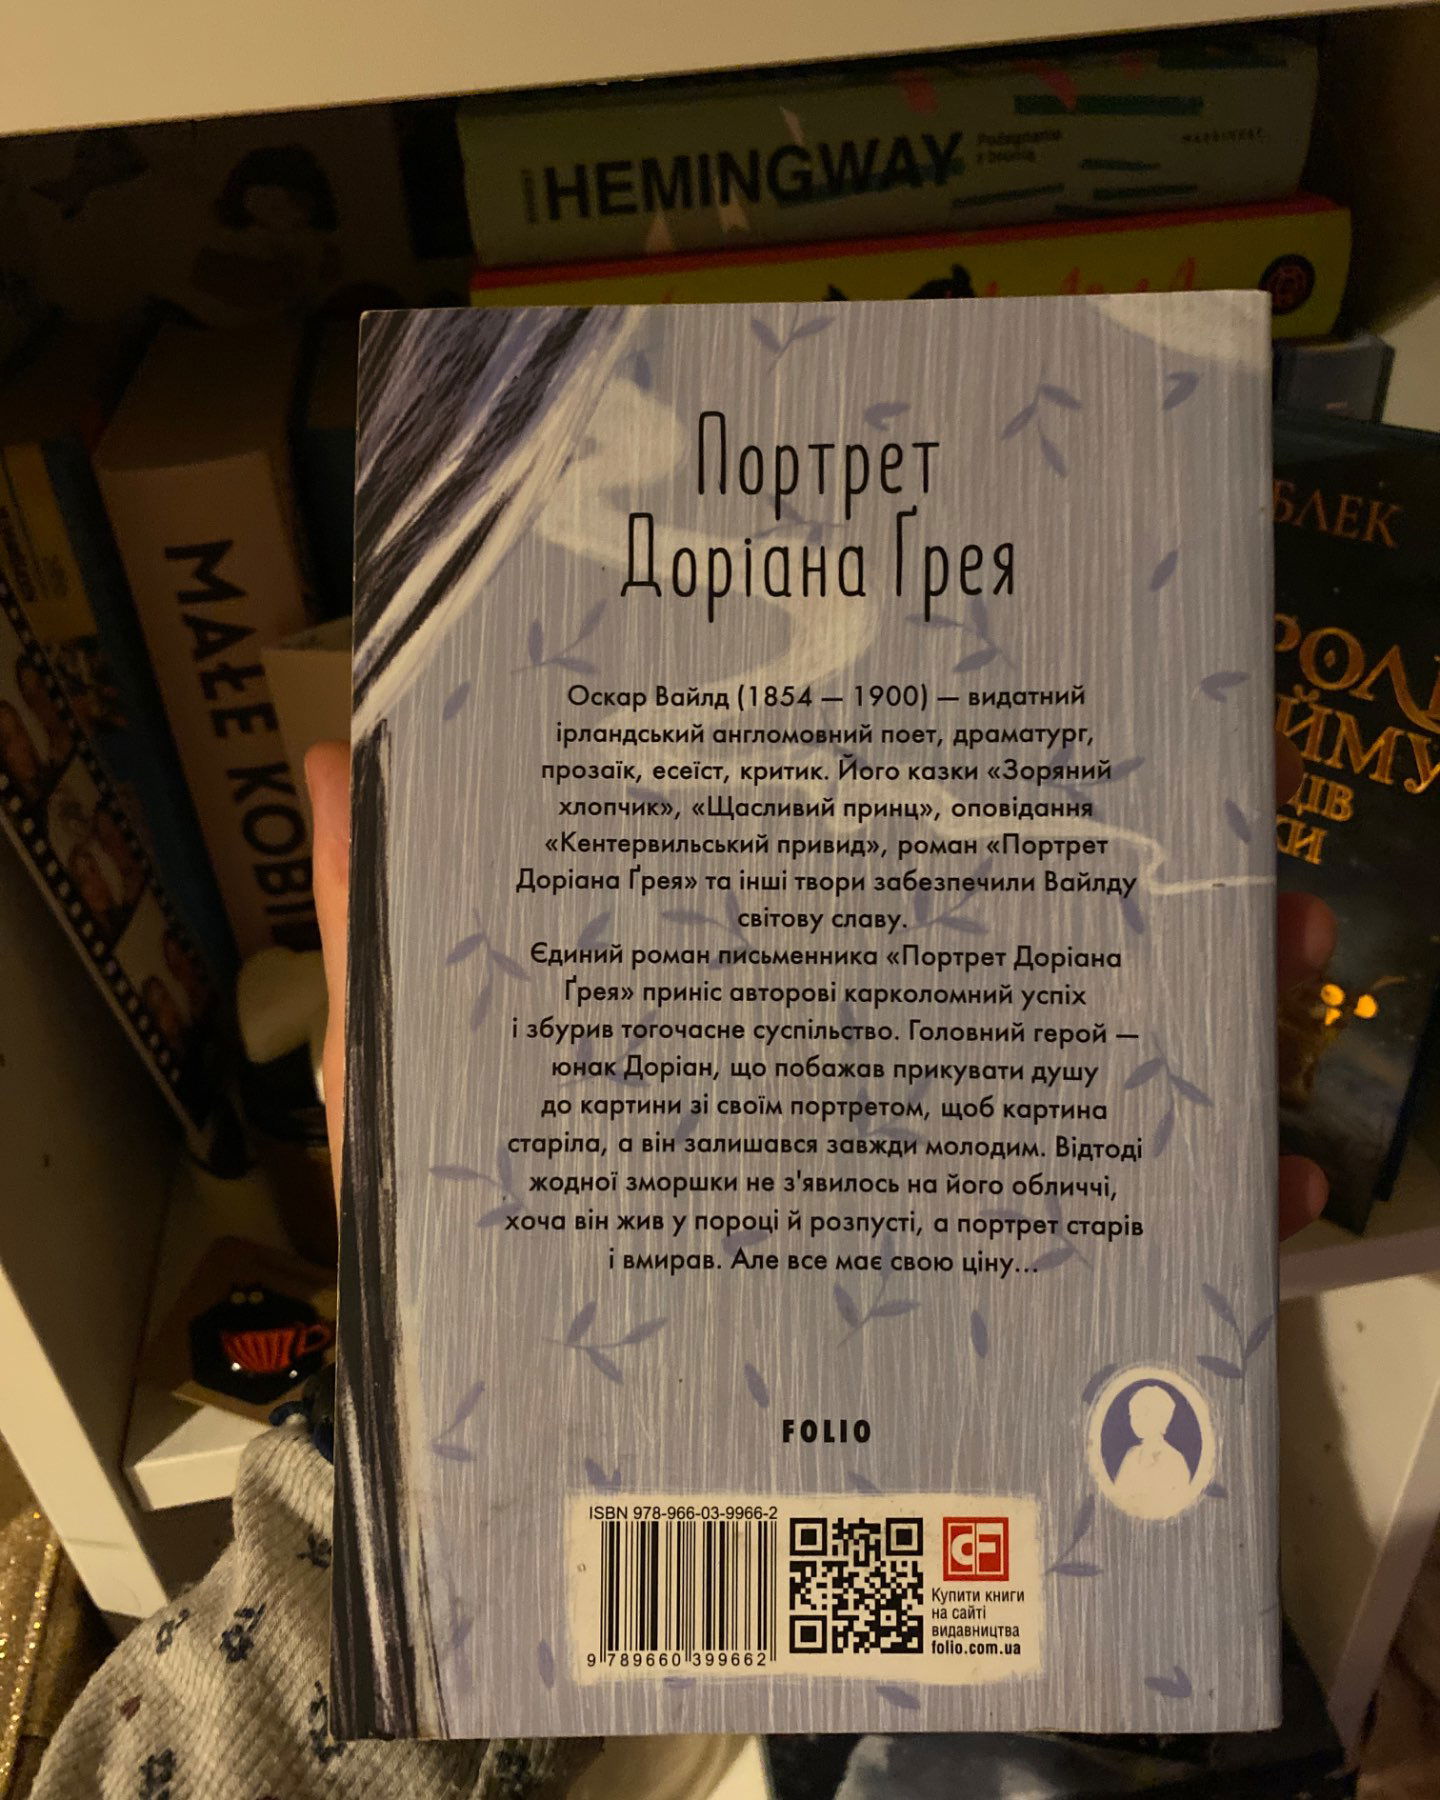 HEMINGWAY
Pożegnanie
z bronią
MARGINESY
MAŁE KOBIE
БЛЕК
Портрет
Доріана Ґрея
Оскар Вайлд (1854 — 1900) — видатний
ірландський англомовний поет, драматург,
прозаїк, есеїст, критик. Його казки «Зоряний
хлопчик», «Щасливий принц», оповідання
«Кентервильський привид», роман «Портрет
Доріана Ґрея» та інші твори забезпечили Вайлду
світову славу.
Єдиний роман письменника «Портрет Доріана
Ґрея» приніс авторові карколомний успіх
і збурив тогочасне суспільство. Головний герой —
юнак Доріан, що побажав прикувати душу
до картини зі своїм портретом, щоб картина
старіла, а він залишався завжди молодим. Відтоді
жодної зморшки не з'явилось на його обличчі,
хоча він жив у пороці й розпусті, а портрет старів
і вмирав. Але все має свою ціну...
FOLIO
ISBN 978-966-03-9966-2
9 789660 399662
CF
Купити книги
на сайті
видавництва
folio.com.ua